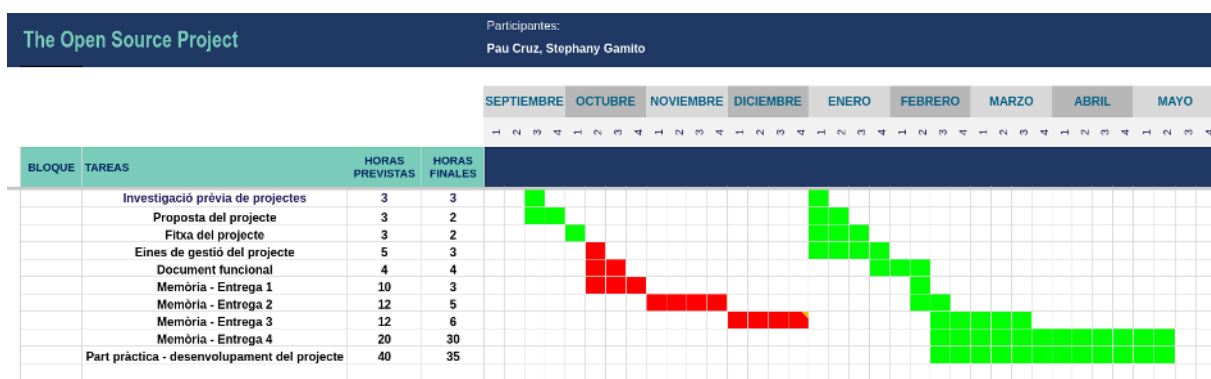 Participantes:
The Open Source Project
Pau Cruz, Stephany Gamito
SEPTIEMBRE OCTUBRE NOVIEMBRE DICIEMBRE ENERO FEBRERO MARZO ABRIL MAYO
1 2 3 4 1 2 3 4 1 2 3 4 1 2 3 4 1 2 3 4 1 2 3 4 1 2 3 4 1 2 3 4 1 2 3 4
BLOQUE TAREAS HORAS PREVISTAS HORAS FINALES
Investigació prèvia de projectes 3 3
Proposta del projecte 3 2
Fitxa del projecte 3 2
Eines de gestió del projecte 5 3
Document funcional 4 4
Memòria - Entrega 1 10 3
Memòria - Entrega 2 12 5
Memòria - Entrega 3 12 6
Memòria - Entrega 4 20 30
Part pràctica - desenvolupament del projecte 40 35